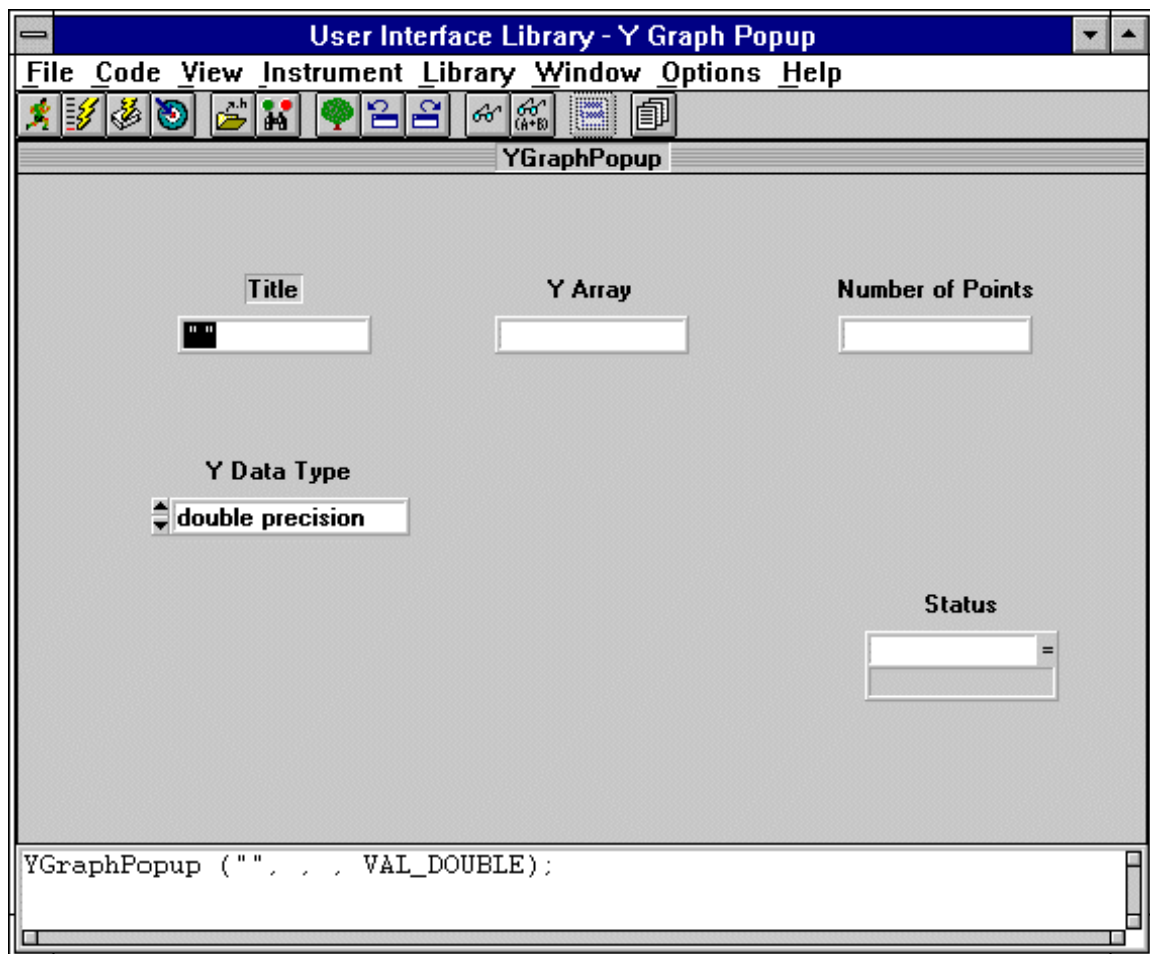 User Interface Library - Y Graph Popup
File Code View Instrument Library Window Options Help
a.h
(A+B)
YGraphPopup
Title Y Array Number of Points
" "
Y Data Type
double precision
Status
=
YGraphPopup ("", , , VAL_DOUBLE);